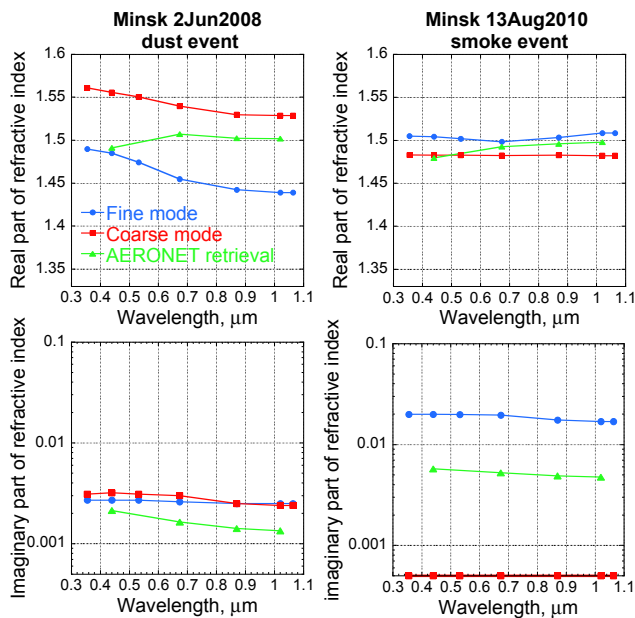 Minsk 2Jun2008
dust event
Minsk 13Aug2010
smoke event
Real part of refractive index
1.6
1.55
1.5
1.45
1.4
1.35
Fine mode
Coarse mode
AERONET retrieval
0.3 0.4 0.5 0.6 0.7 0.8 0.9 1 1.1
Wavelength, μm
Real part of refractive index
1.6
1.55
1.5
1.45
1.4
1.35
0.3 0.4 0.5 0.6 0.7 0.8 0.9 1 1.1
Wavelength, μm
Imaginary part of refractive index
0.1
0.01
0.001
0.3 0.4 0.5 0.6 0.7 0.8 0.9 1 1.1
Wavelength, μm
imaginary part of refractive index
0.1
0.01
0.001
0.3 0.4 0.5 0.6 0.7 0.8 0.9 1 1.1
Wavelength, μm